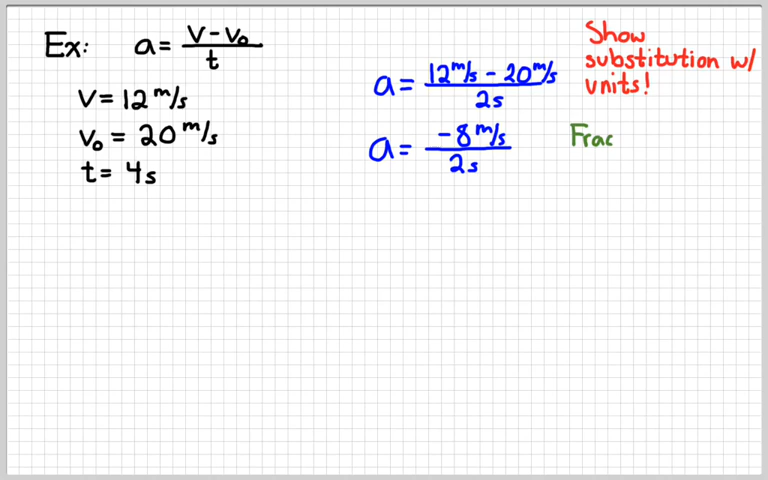 Ex: a = (v - v₀)/t
v = 12 m/s
v₀ = 20 m/s
t = 4s
a = (12 m/s - 20 m/s)/2s
a = (-8 m/s)/2s
Show
substitution w/
units!
Frac